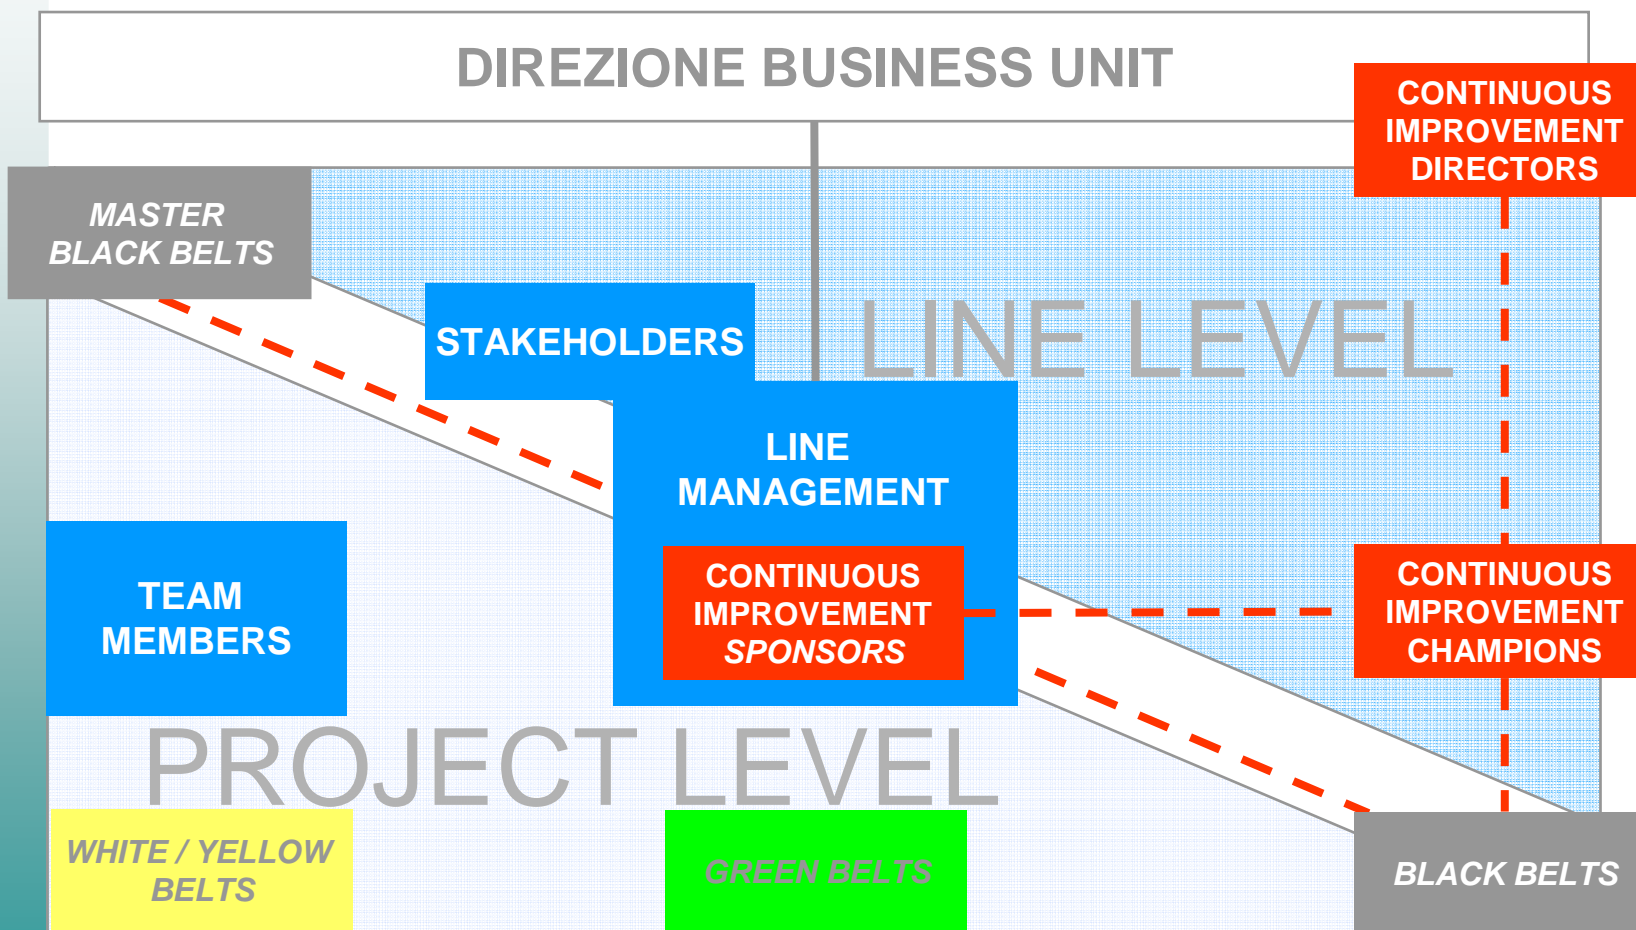 DIREZIONE BUSINESS UNIT
CONTINUOUS
IMPROVEMENT
DIRECTORS
MASTER
BLACK BELTS
STAKEHOLDERS
LINE LEVEL
LINE
MANAGEMENT
CONTINUOUS
IMPROVEMENT
SPONSORS
CONTINUOUS
IMPROVEMENT
CHAMPIONS
TEAM
MEMBERS
PROJECT LEVEL
WHITE / YELLOW
BELTS
GREEN BELTS
BLACK BELTS